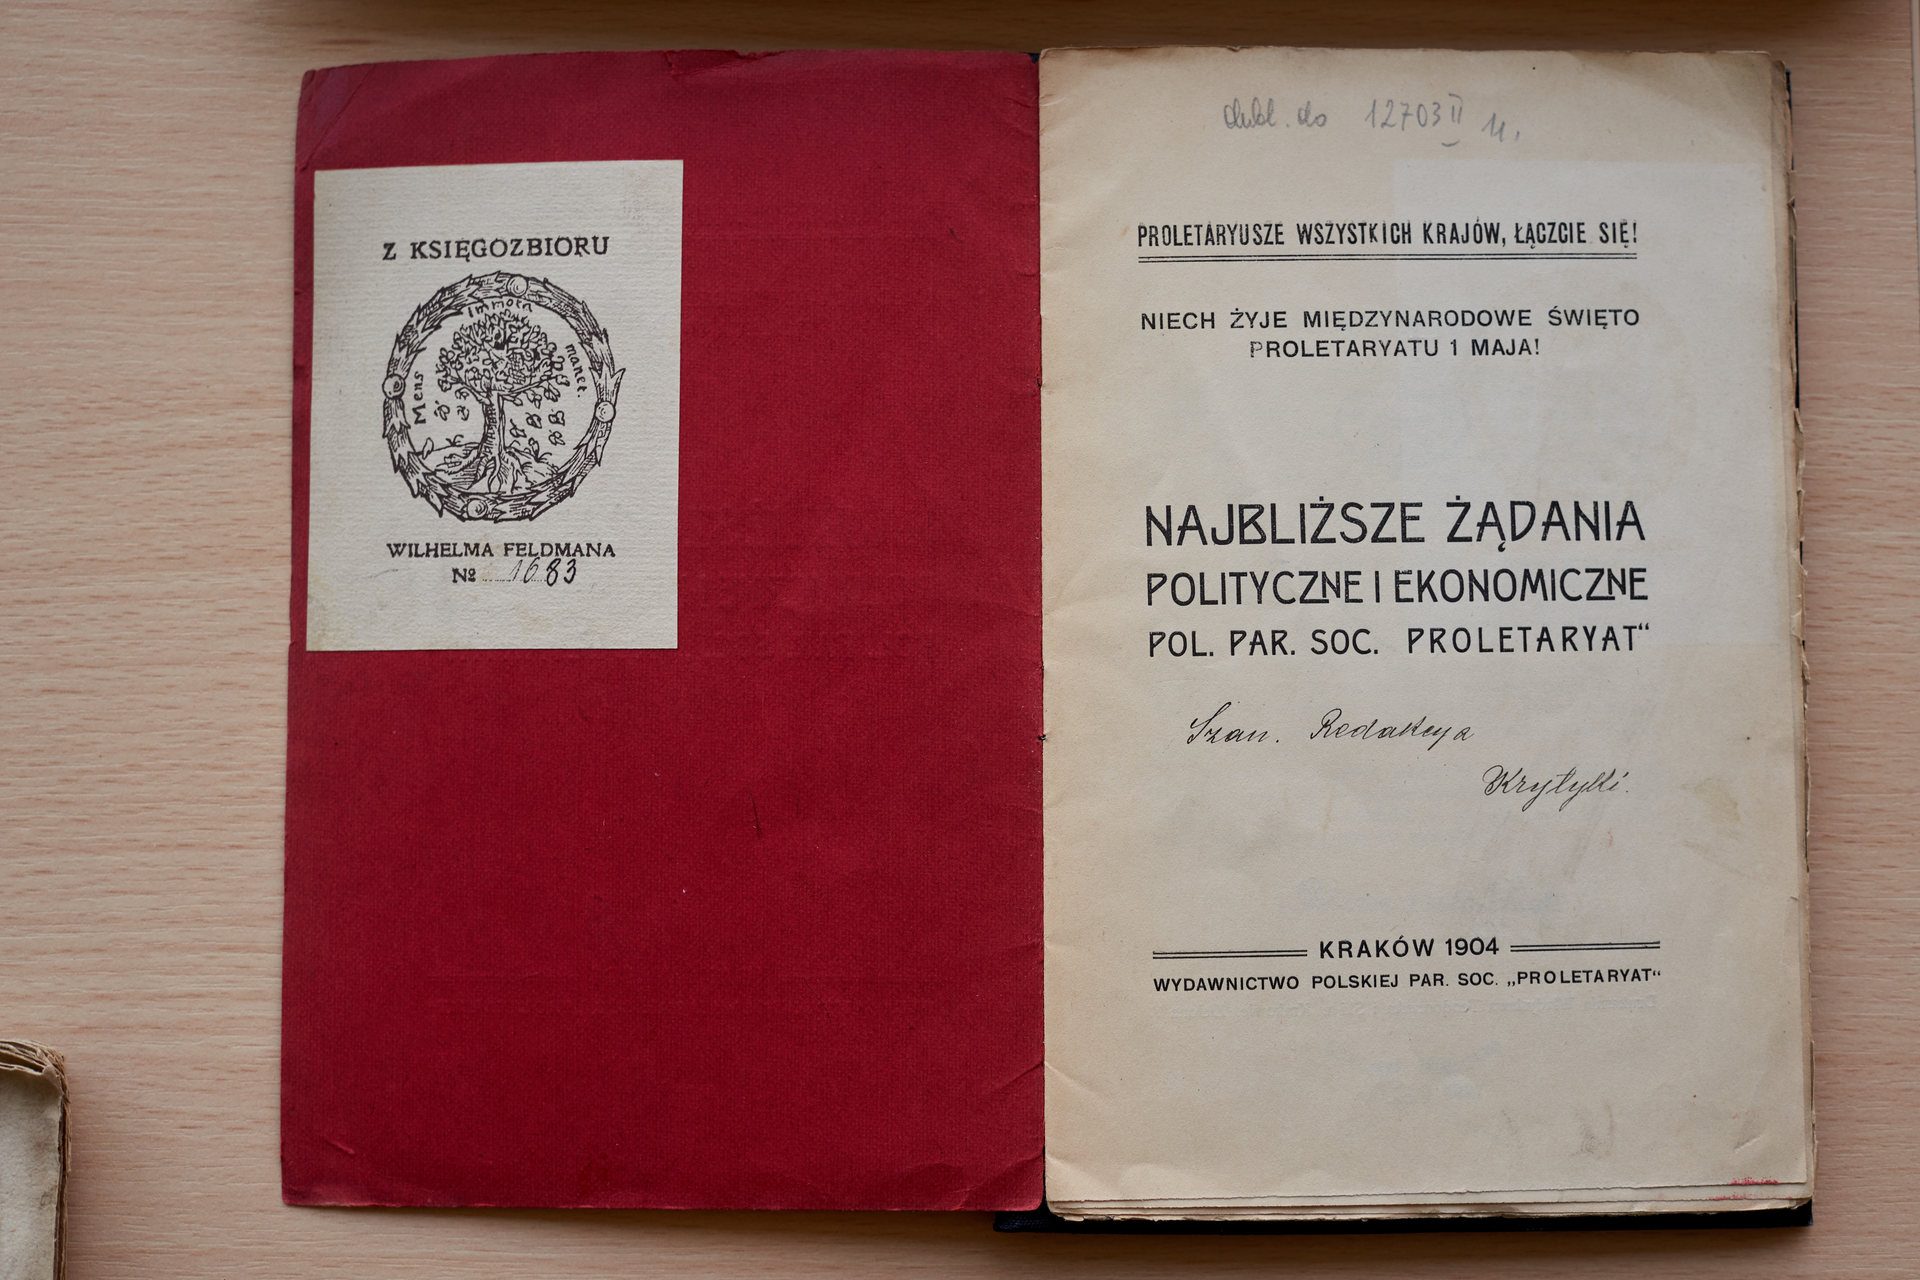 Z KSIĘGOZBIORU
Mens immota manet.
WILHELMA FELDMANA
№ 1683
dubl. do 12703 II
PROLETARYUSZE WSZYSTKICH KRAJÓW, ŁĄCZCIE SIĘ!
NIECH ŻYJE MIĘDZYNARODOWE ŚWIĘTO
PROLETARYATU 1 MAJA!
NAJBLIŻSZE ŻĄDANIA
POLITYCZNE I EKONOMICZNE
POL. PAR. SOC. PROLETARYAT“
Szan. Redakcya
Krytyki.
KRAKÓW 1904
WYDAWNICTWO POLSKIEJ PAR. SOC. „PROLETARYAT“